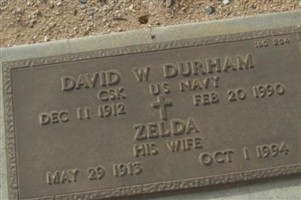 DAVID W DURHAM
CSK US NAVY
DEC 11 1912 FEB 20 1990
ZELDA
HIS WIFE
MAY 29 1913 OCT 1 1994